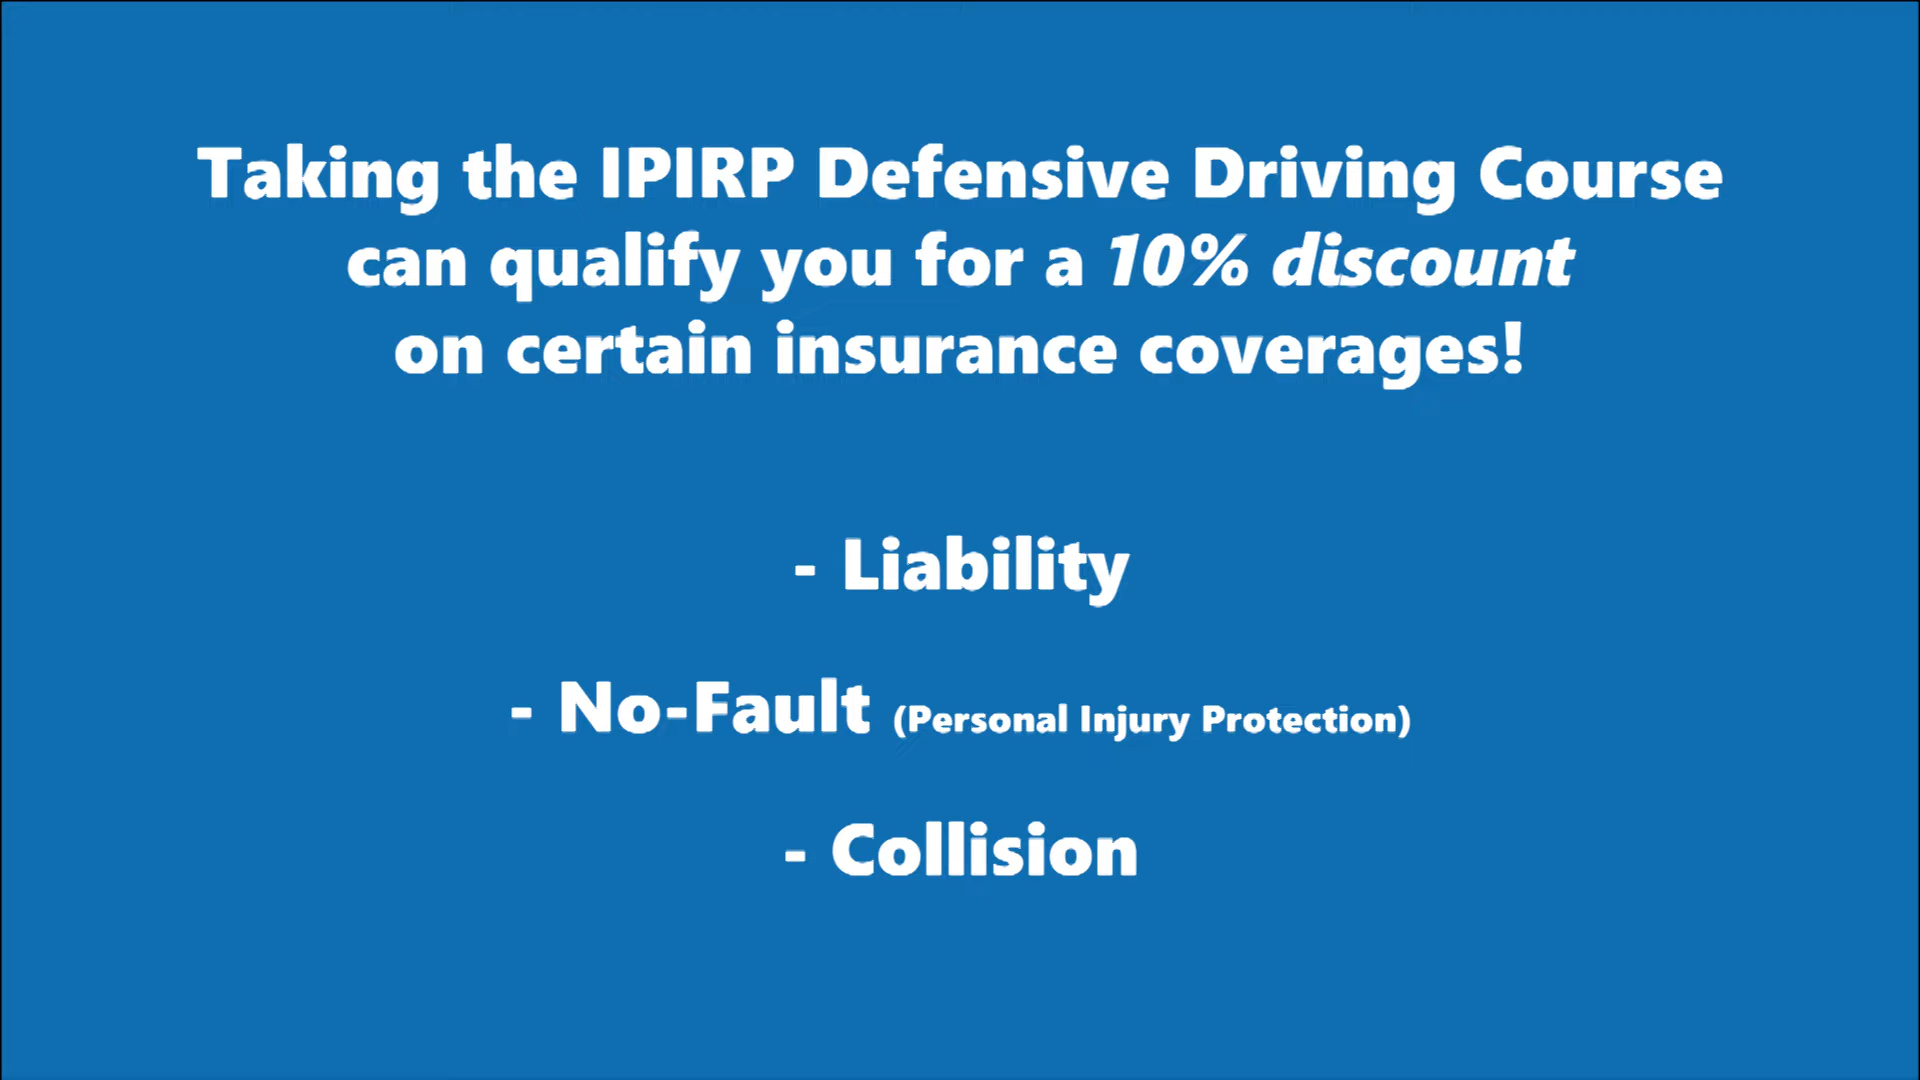 Taking the IPIRP Defensive Driving Course
can qualify you for a 10% discount
on certain insurance coverages!
- Liability
- No-Fault (Personal Injury Protection)
- Collision